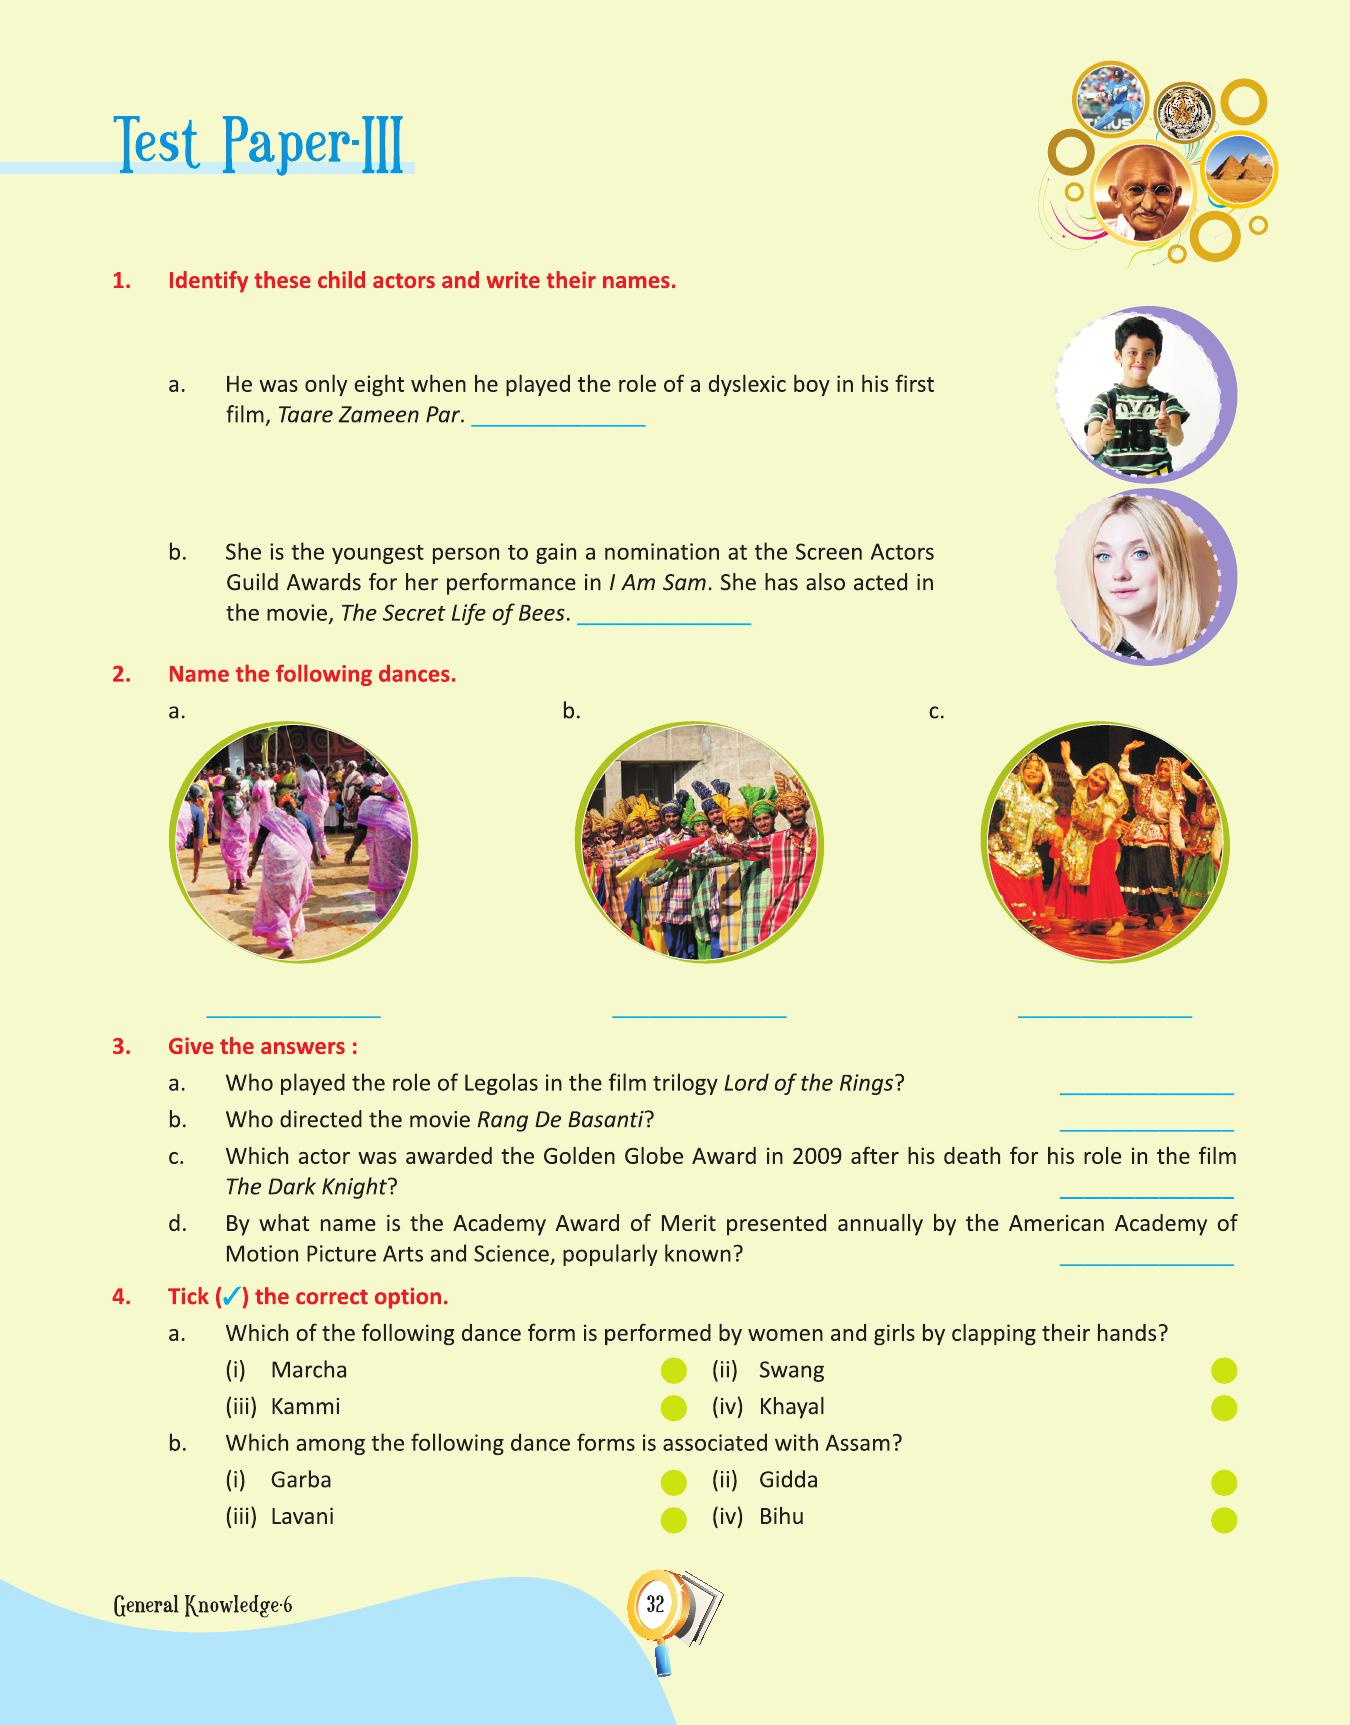 Test Paper-III
1. Identify these child actors and write their names.
a. He was only eight when he played the role of a dyslexic boy in his first
film, Taare Zameen Par. ______________
b. She is the youngest person to gain a nomination at the Screen Actors
Guild Awards for her performance in I Am Sam. She has also acted in
the movie, The Secret Life of Bees. ______________
2. Name the following dances.
a. b. c.
______________ ______________ ______________
3. Give the answers :
a. Who played the role of Legolas in the film trilogy Lord of the Rings? ______________
b. Who directed the movie Rang De Basanti? ______________
c. Which actor was awarded the Golden Globe Award in 2009 after his death for his role in the film
The Dark Knight? ______________
d. By what name is the Academy Award of Merit presented annually by the American Academy of
Motion Picture Arts and Science, popularly known? ______________
4. Tick (✓) the correct option.
a. Which of the following dance form is performed by women and girls by clapping their hands?
(i) Marcha (ii) Swang
(iii) Kammi (iv) Khayal
b. Which among the following dance forms is associated with Assam?
(i) Garba (ii) Gidda
(iii) Lavani (iv) Bihu
General Knowledge-6
32